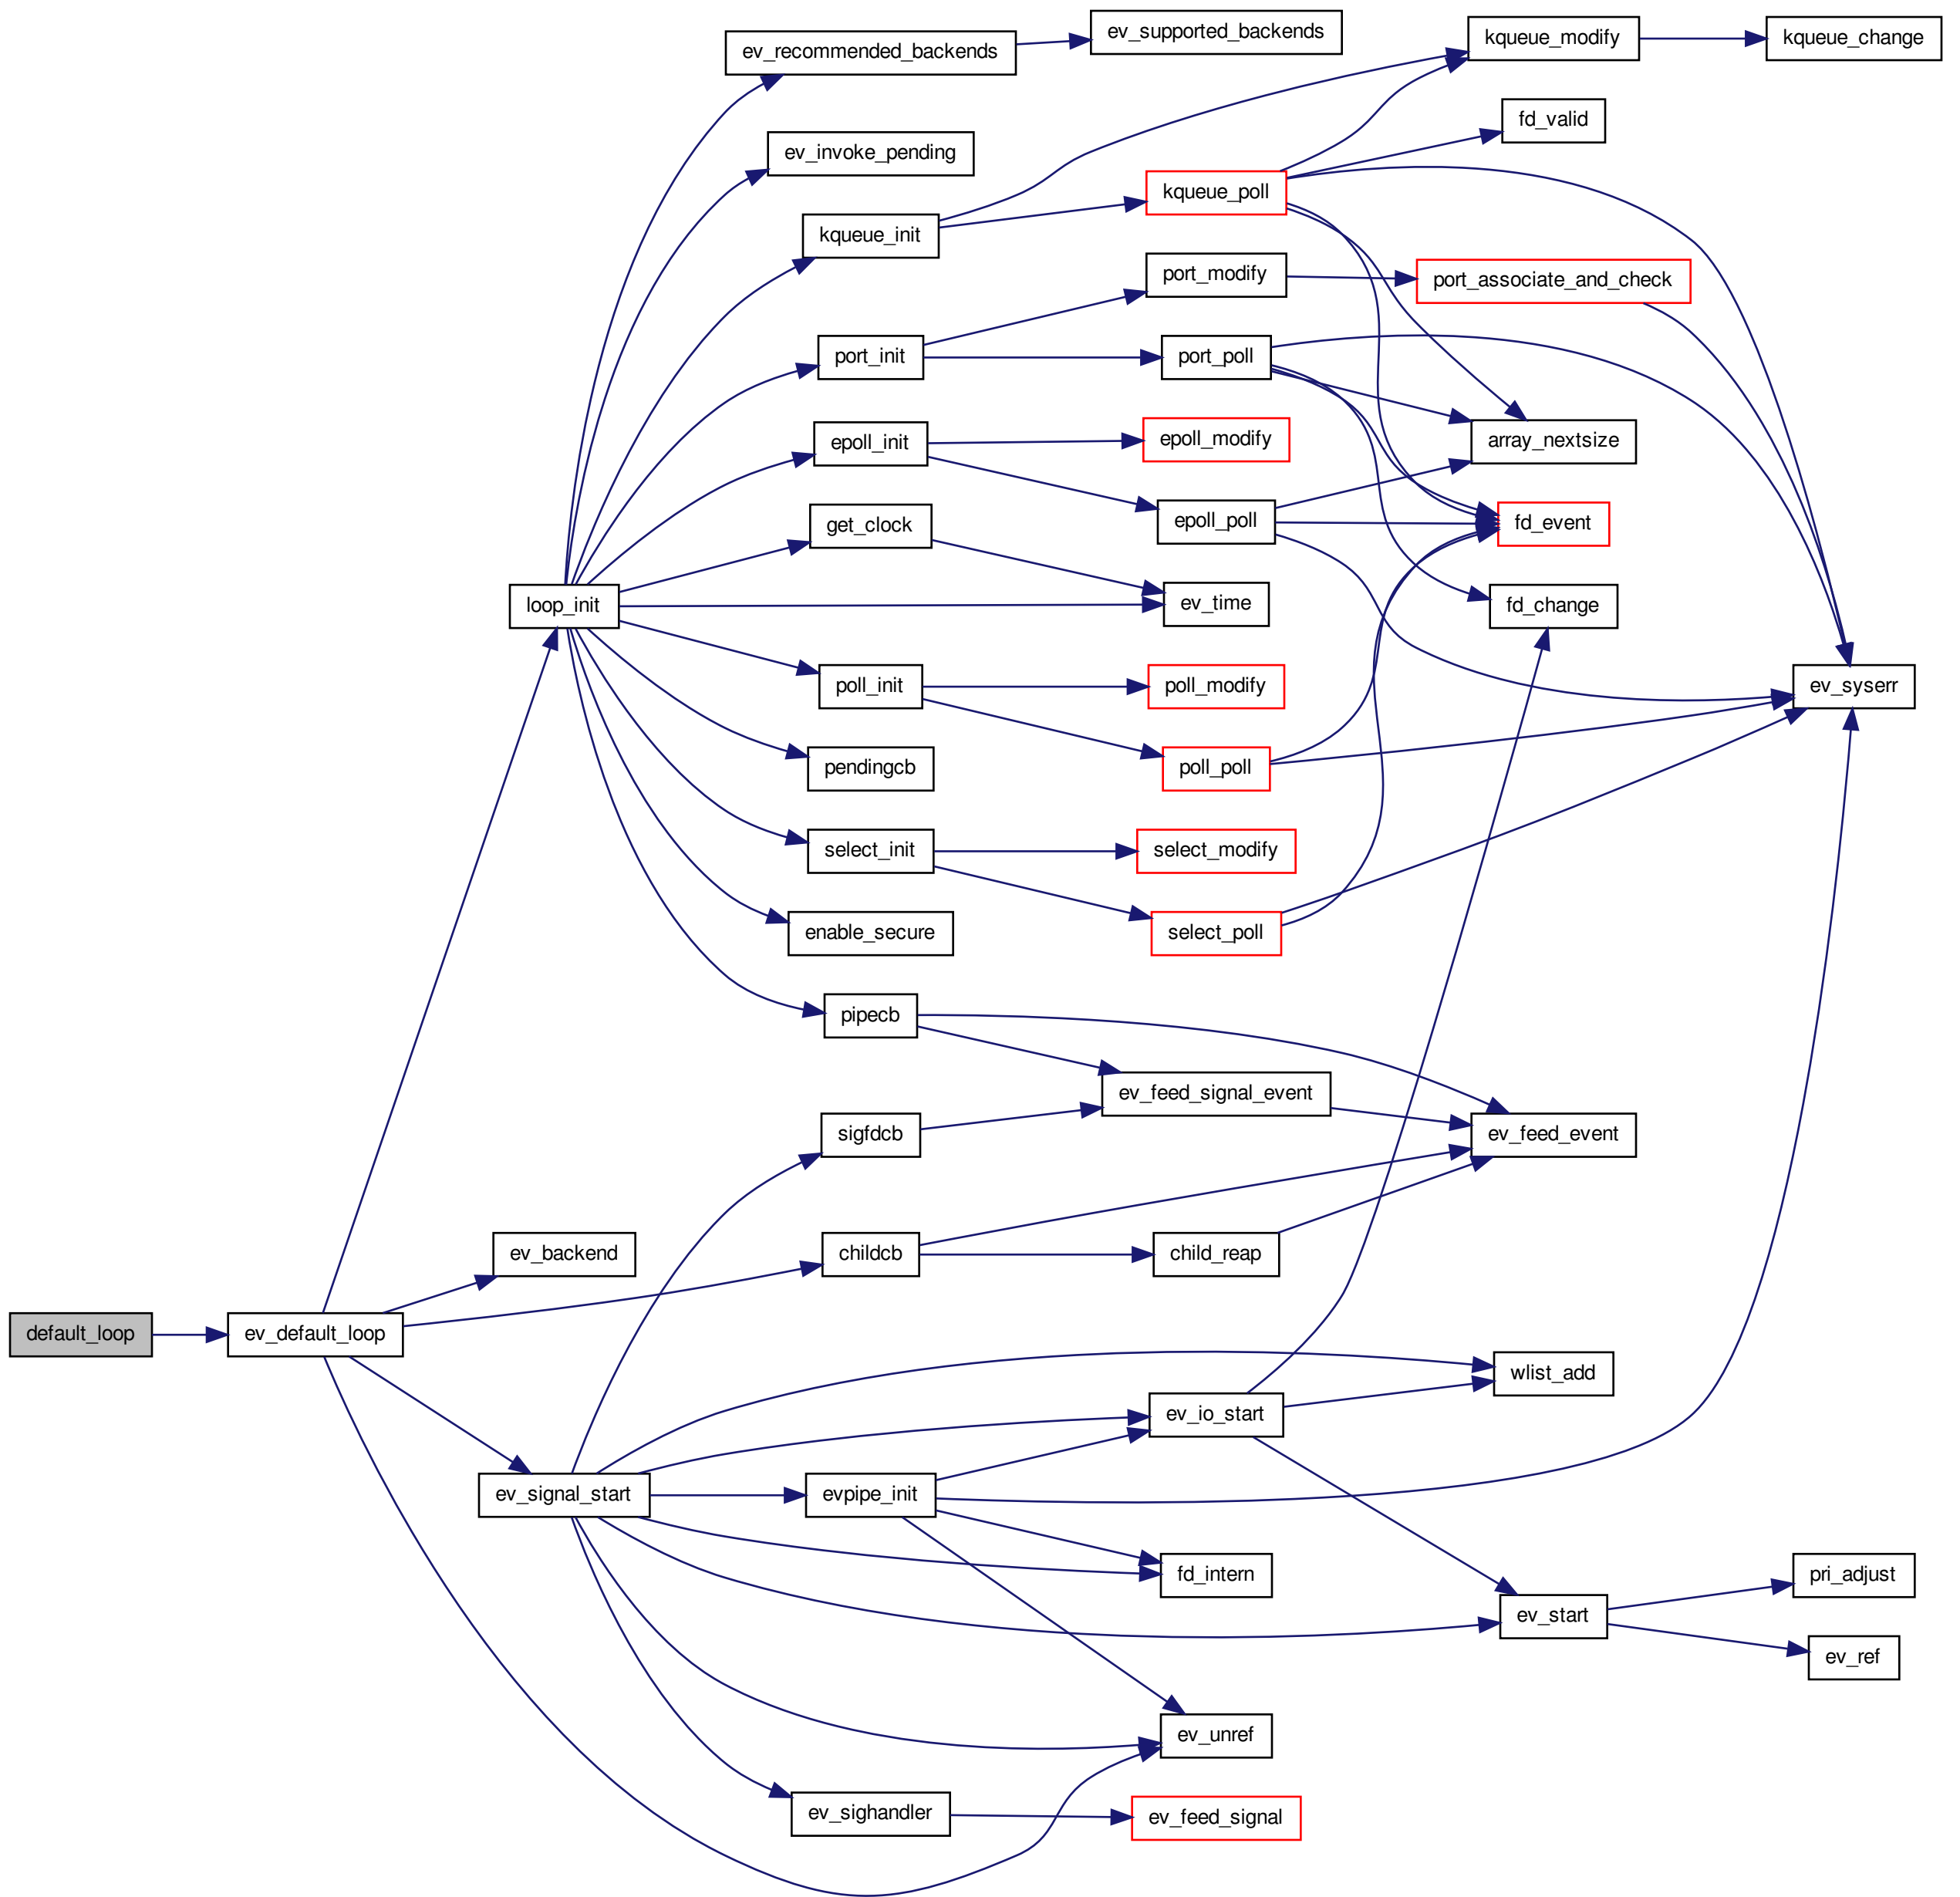 default_loop
ev_default_loop
loop_init
ev_backend
ev_signal_start
ev_recommended_backends
ev_invoke_pending
kqueue_init
port_init
epoll_init
get_clock
poll_init
pendingcb
select_init
enable_secure
pipecb
sigfdcb
childcb
evpipe_init
ev_sighandler
ev_supported_backends
kqueue_poll
port_modify
port_poll
epoll_modify
epoll_poll
ev_time
poll_modify
poll_poll
select_modify
select_poll
ev_feed_signal_event
child_reap
ev_io_start
fd_intern
ev_unref
ev_feed_signal
kqueue_modify
fd_valid
port_associate_and_check
array_nextsize
fd_event
fd_change
ev_feed_event
wlist_add
ev_start
kqueue_change
ev_syserr
pri_adjust
ev_ref